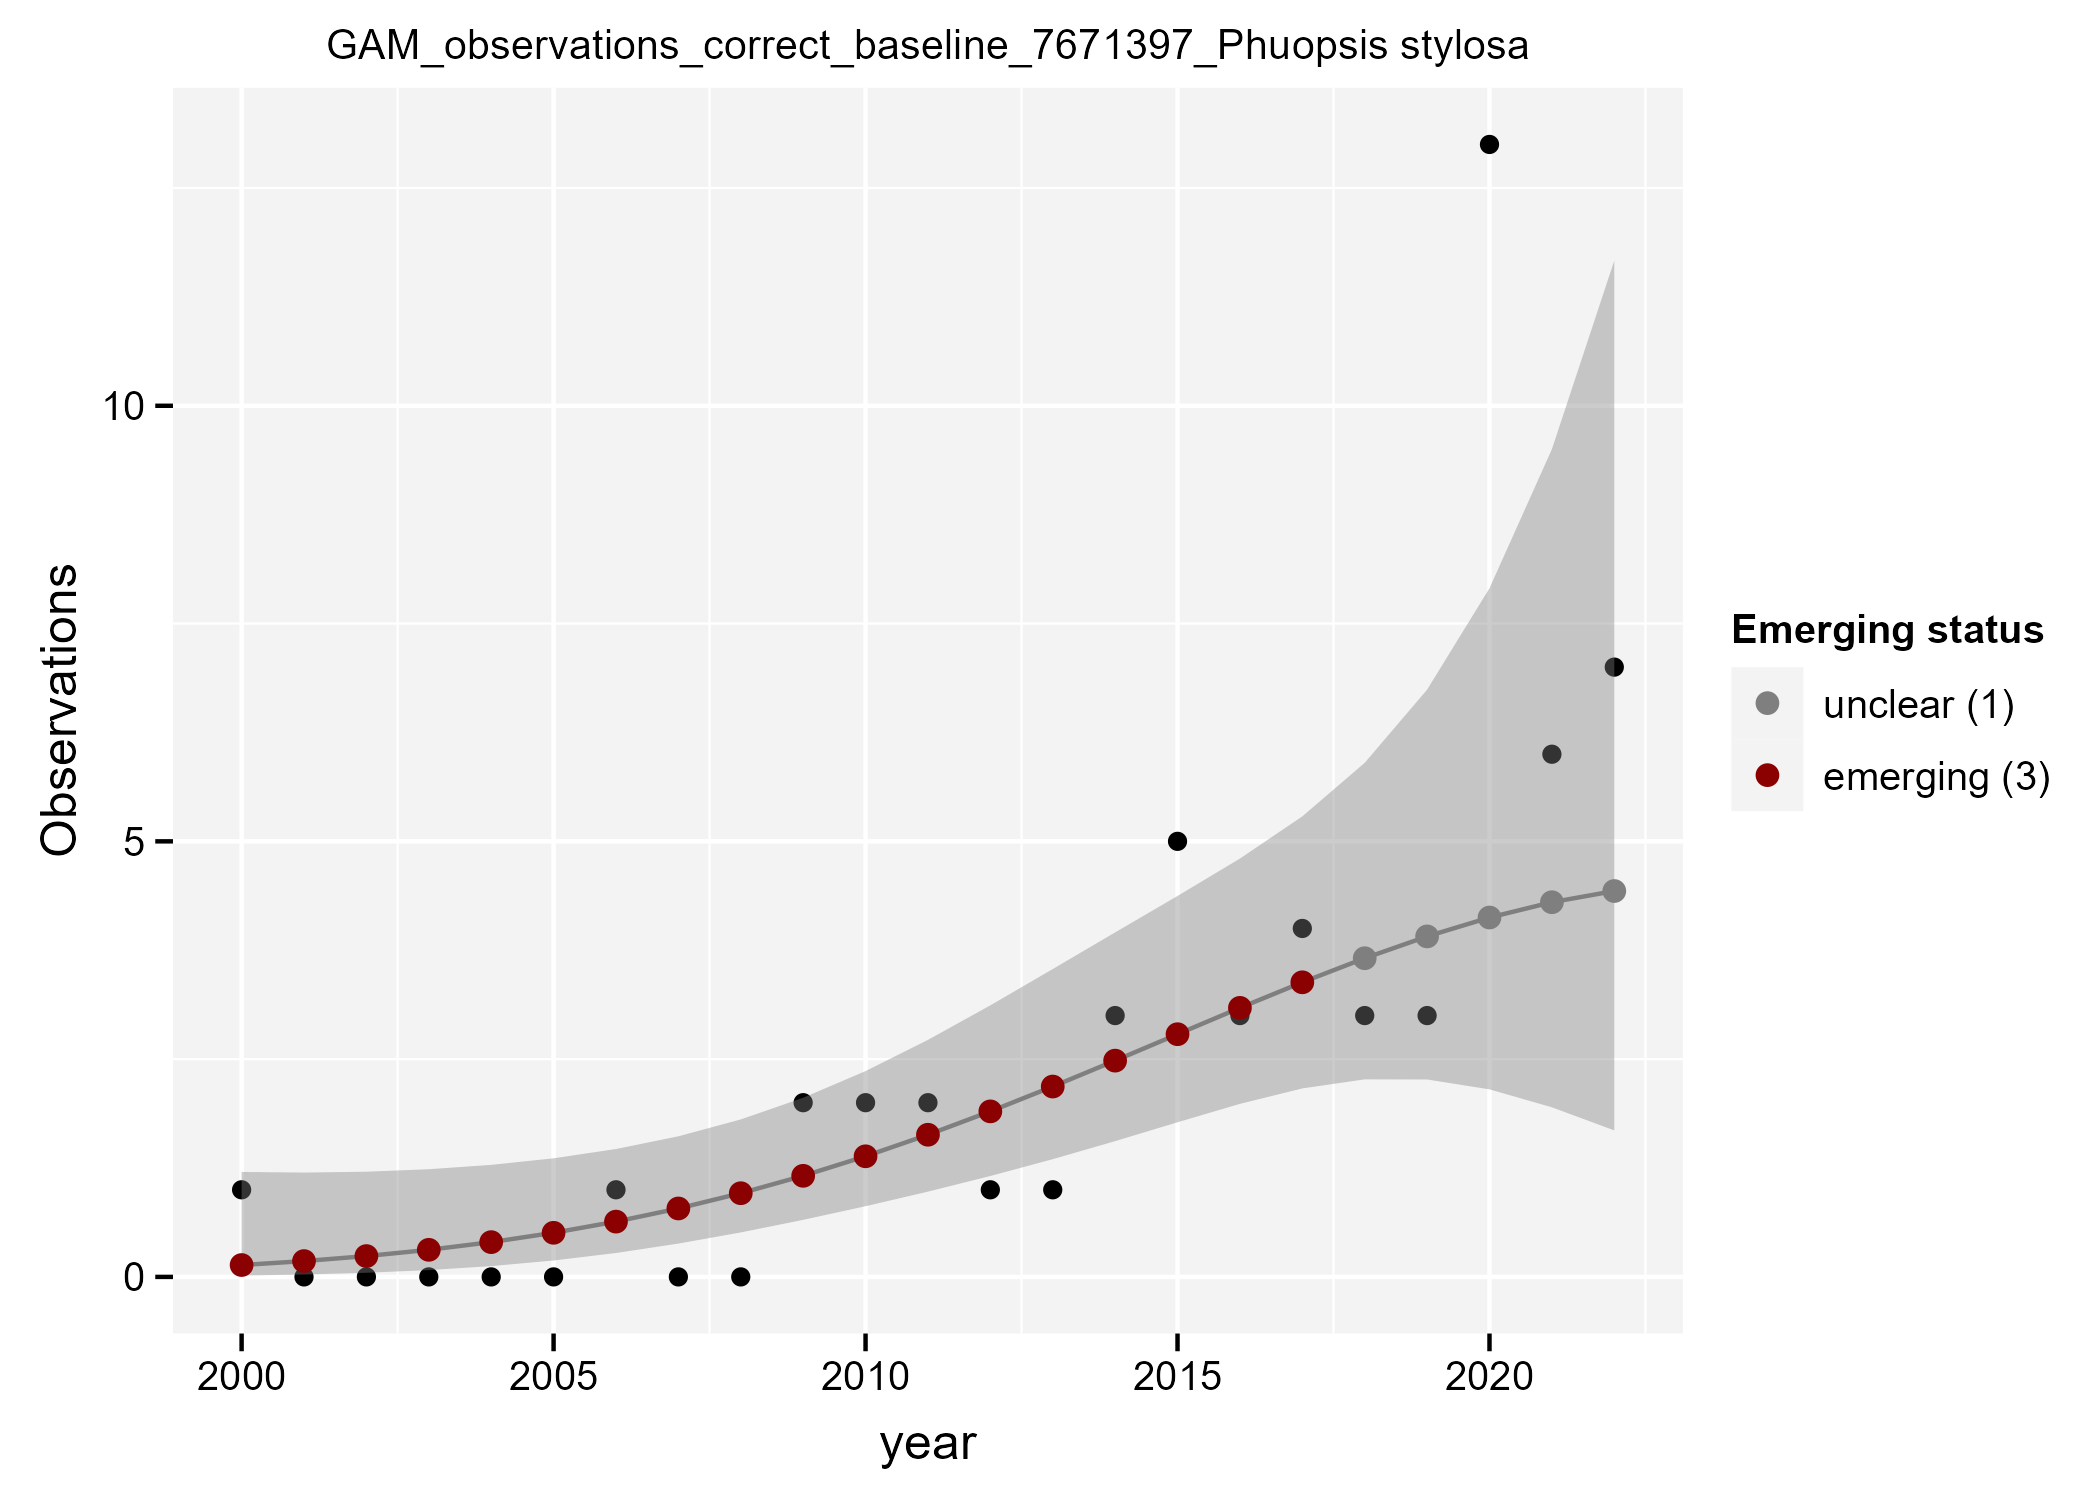 GAM_observations_correct_baseline_7671397_Phuopsis stylosa
Observations
10
5
0
2000 2005 2010 2015 2020
year
Emerging status
unclear (1)
emerging (3)